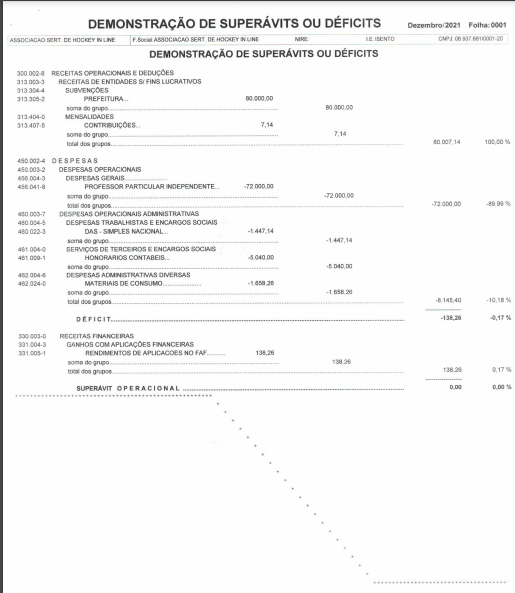 DEMONSTRAÇÃO DE SUPERÁVITS OU DÉFICITS Dezembro/2021 Folha:0001
ASSOCIACAO SERT. DE HOCKEY IN LINE F.Social:ASSOCIACAO SERT. DE HOCKEY IN LINE NIRE: I.E:ISENTO CNPJ: 08.937.681/0001-20
DEMONSTRAÇÃO DE SUPERÁVITS OU DÉFICITS
300.002-8 RECEITAS OPERACIONAIS E DEDUÇÕES
313.003-3 RECEITAS DE ENTIDADES S/ FINS LUCRATIVOS
313.304-4 SUBVENÇÕES
313.305-2 PREFEITURA... 80.000,00
soma do grupo... 80.000,00
313.404-0 MENSALIDADES
313.407-5 CONTRIBUIÇÕES... 7,14
soma do grupo... 7,14
total dos grupos... 80.007,14 100,00 %
450.002-4 D E S P E S A S
450.003-2 DESPESAS OPERACIONAIS
456.004-3 DESPESAS GERAIS...
456.041-8 PROFESSOR PARTICULAR INDEPENDENTE... -72.000,00
soma do grupo... -72.000,00
total dos grupos... -72.000,00 -89,99 %
460.003-7 DESPESAS OPERACIONAIS ADMINISTRATIVAS
460.004-5 DESPESAS TRABALHISTAS E ENCARGOS SOCIAIS
460.022-3 DAS - SIMPLES NACIONAL... -1.447,14
soma do grupo... -1.447,14
461.004-0 SERVIÇOS DE TERCEIROS E ENCARGOS SOCIAIS
461.009-1 HONORARIOS CONTABEIS... -5.040,00
soma do grupo... -5.040,00
462.004-6 DESPESAS ADMINISTRATIVAS DIVERSAS
462.024-0 MATERIAIS DE CONSUMO... -1.658,26
soma do grupo... -1.658,26
total dos grupos... -8.145,40 -10,18 %
D É F I C I T... -138,26 -0,17 %
330.003-0 RECEITAS FINANCEIRAS
331.004-3 GANHOS COM APLICAÇÕES FINANCEIRAS
331.005-1 RENDIMENTOS DE APLICACOES NO FAF... 138,26
soma do grupo... 138,26
total dos grupos... 138,26 0,17 %
SUPERÁVIT O P E R A C I O N A L ... 0,00 0,00 %